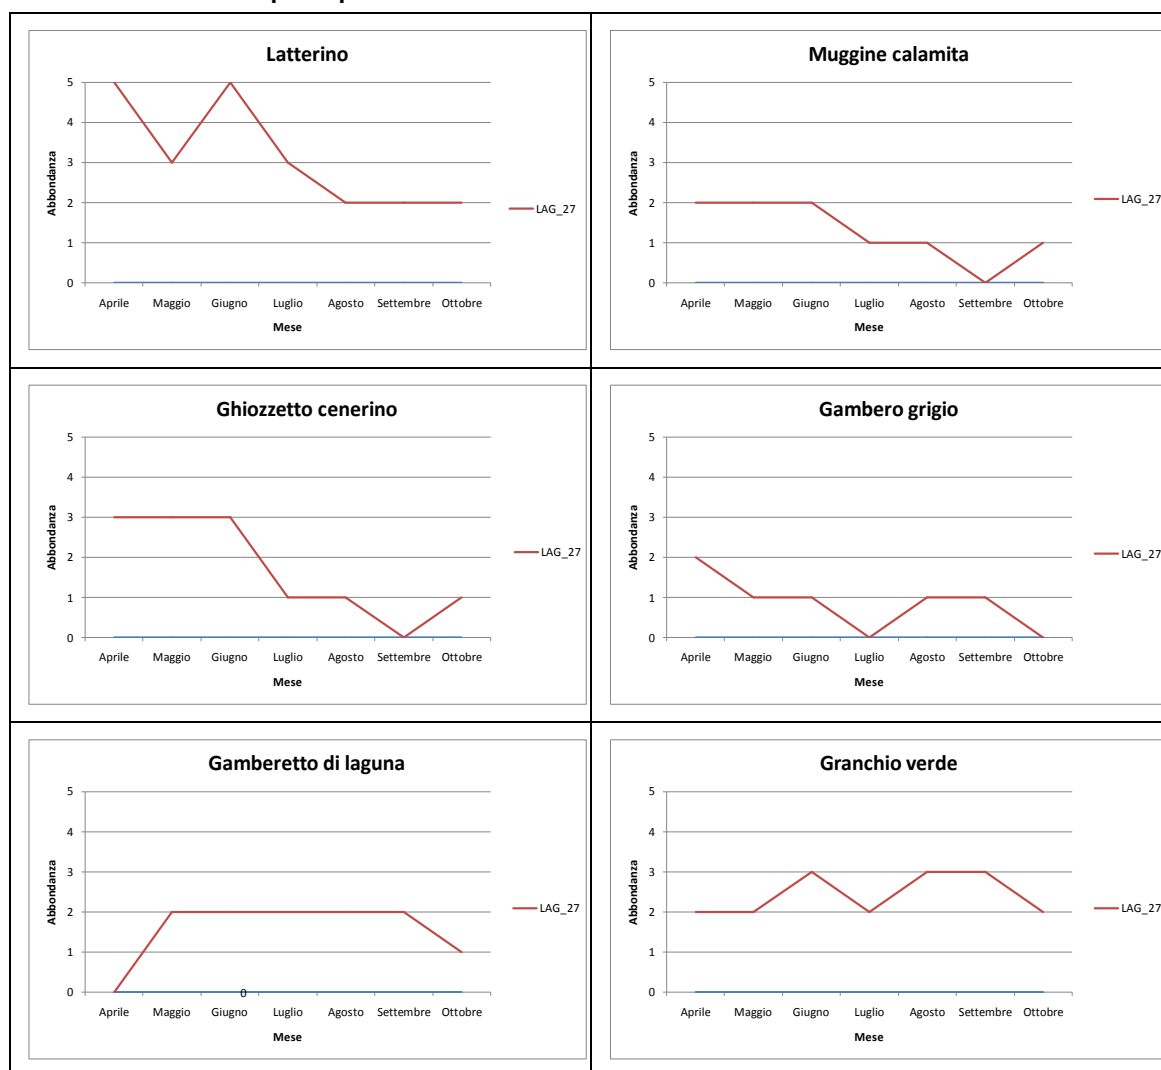 Latterino
5
4
3
2
1
0
Abbondanza
Aprile Maggio Giugno Luglio Agosto Settembre Ottobre
Mese
LAG_27
Muggine calamita
5
4
3
2
1
0
Abbondanza
Aprile Maggio Giugno Luglio Agosto Settembre Ottobre
Mese
LAG_27
Ghiozzetto cenerino
5
4
3
2
1
0
Abbondanza
Aprile Maggio Giugno Luglio Agosto Settembre Ottobre
Mese
LAG_27
Gambero grigio
5
4
3
2
1
0
Abbondanza
Aprile Maggio Giugno Luglio Agosto Settembre Ottobre
Mese
LAG_27
Gamberetto di laguna
5
4
3
2
1
0
0
Abbondanza
Aprile Maggio Giugno Luglio Agosto Settembre Ottobre
Mese
LAG_27
Granchio verde
5
4
3
2
1
0
Abbondanza
Aprile Maggio Giugno Luglio Agosto Settembre Ottobre
Mese
LAG_27